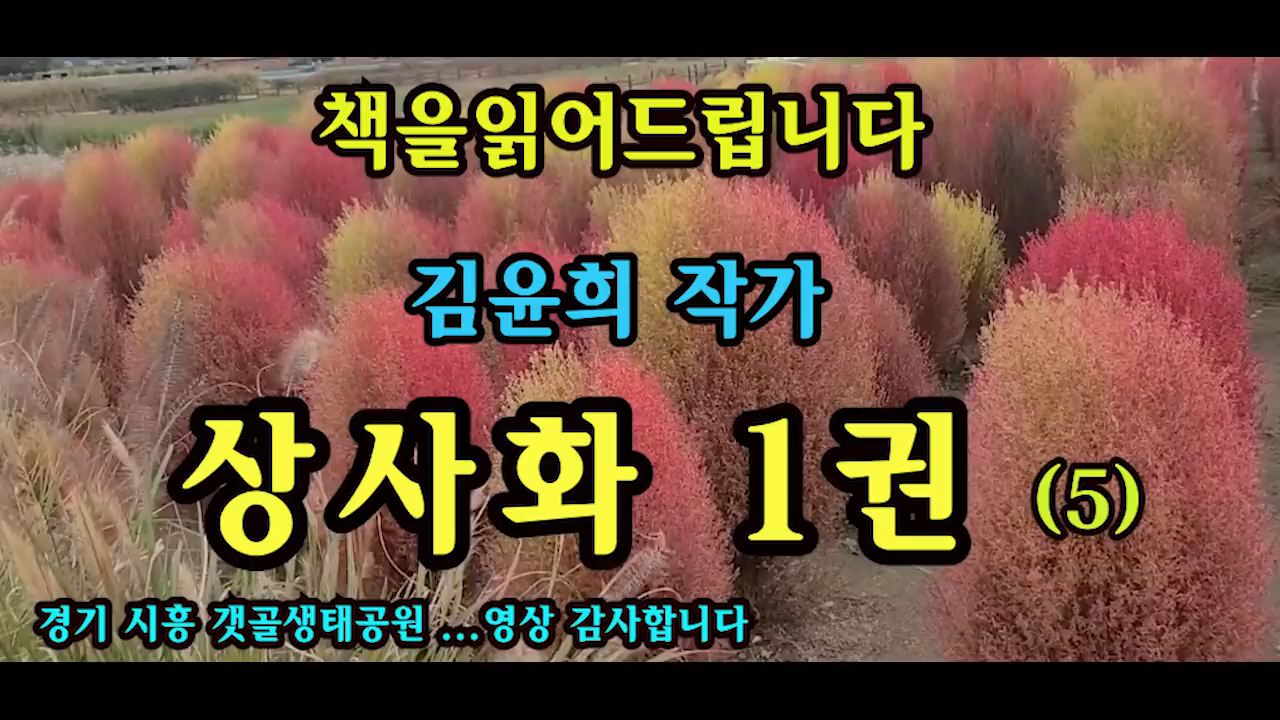 책을읽어드립니다
김윤희 작가
상사화 1권 (5)
경기 시흥 갯골생태공원 ...영상 감사합니다